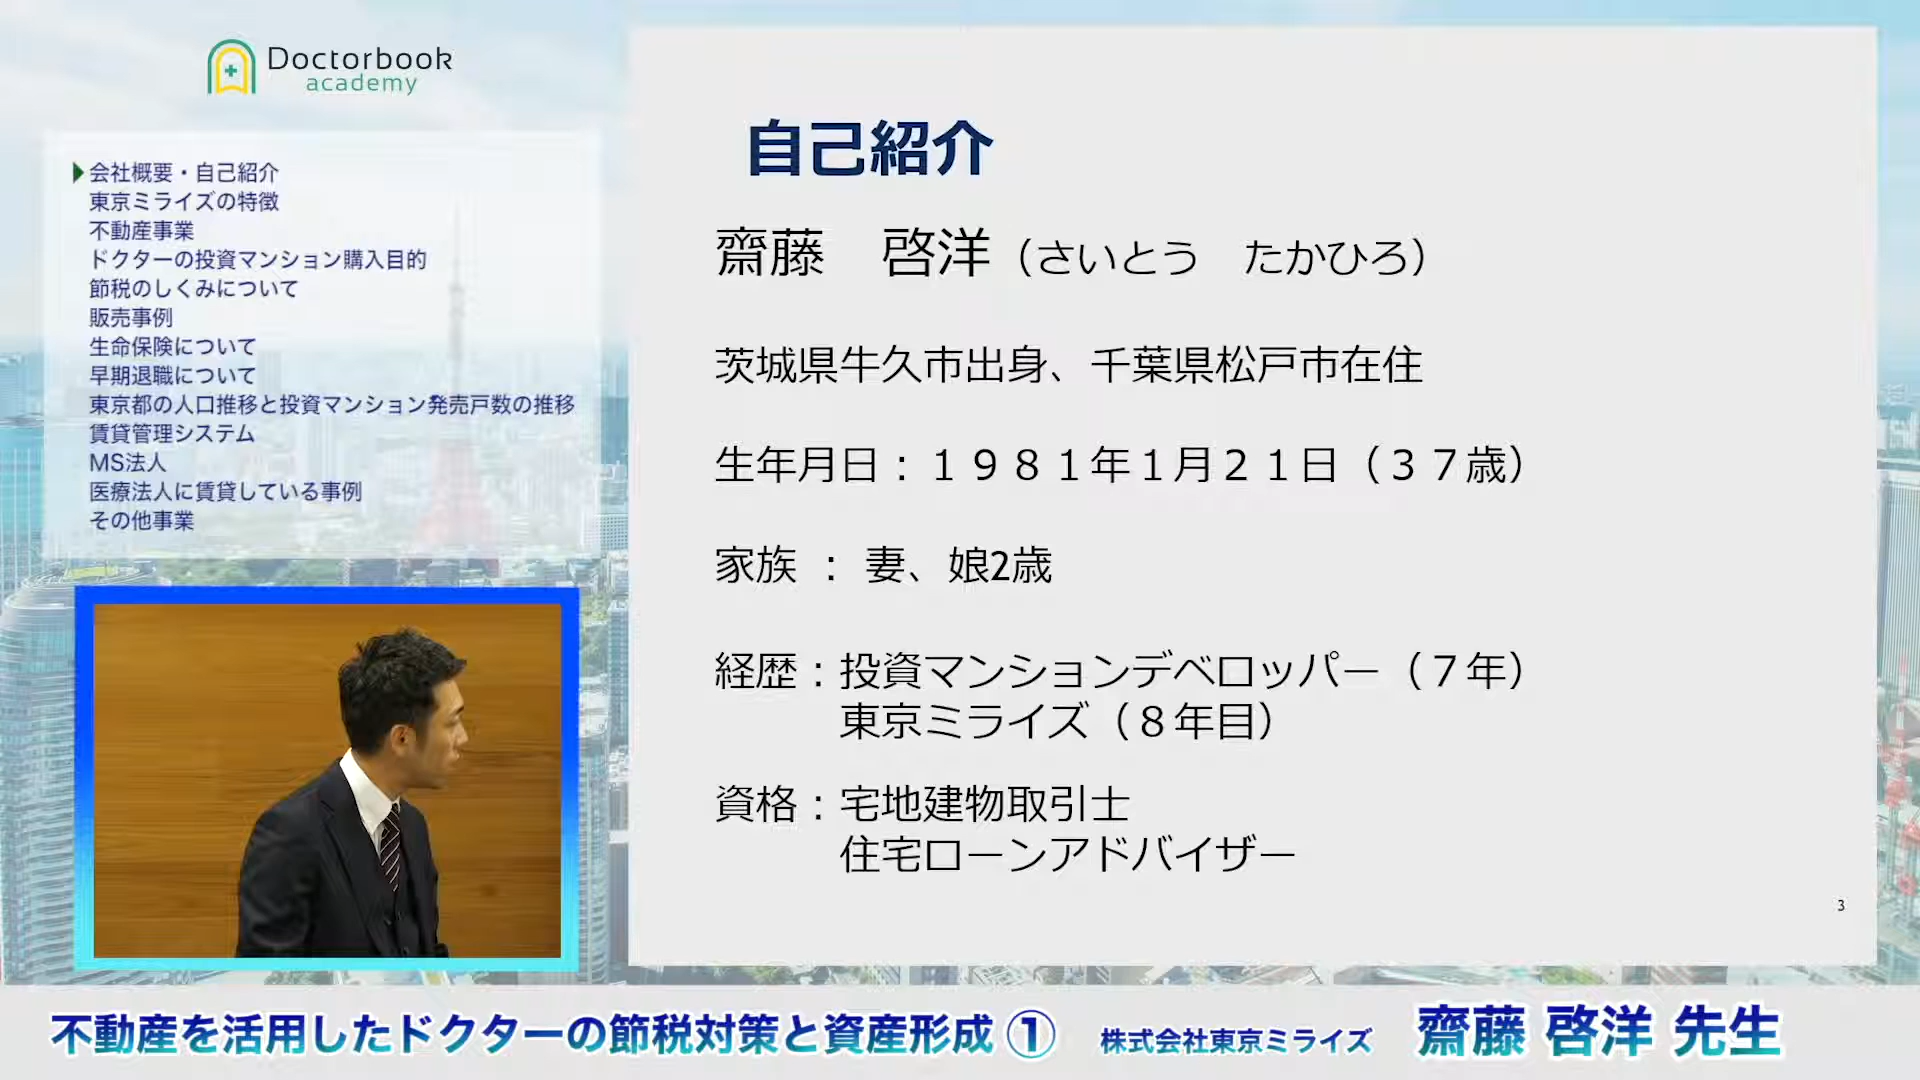 Doctorbook
academy
会社概要・自己紹介
東京ミライズの特徴
不動産事業
ドクターの投資マンション購入目的
節税のしくみについて
販売事例
生命保険について
早期退職について
東京都の人口推移と投資マンション発売戸数の推移
賃貸管理システム
MS法人
医療法人に賃貸している事例
その他事業
自己紹介
齋藤　啓洋（さいとう　たかひろ）
茨城県牛久市出身、千葉県松戸市在住
生年月日：１９８１年１月２１日（３７歳）
家族 ： 妻、娘2歳
経歴：投資マンションデベロッパー（７年）
東京ミライズ（８年目）
資格：宅地建物取引士
住宅ローンアドバイザー
3
不動産を活用したドクターの節税対策と資産形成① 株式会社東京ミライズ 齋藤 啓洋 先生